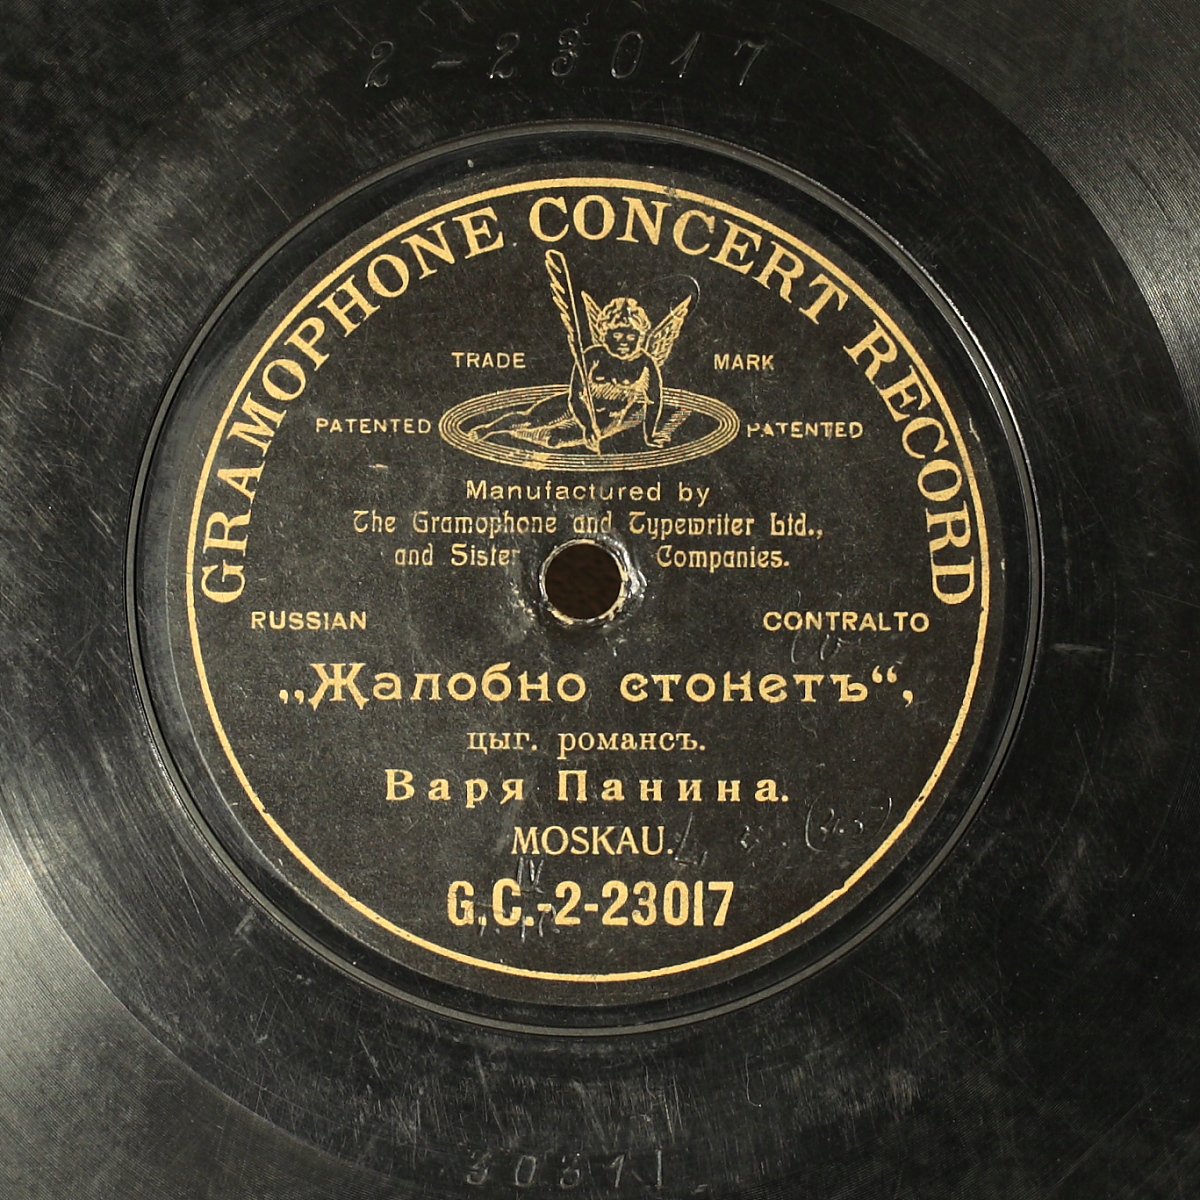 2-23017
GRAMOPHONE CONCERT RECORD
TRADE MARK
PATENTED PATENTED
Manufactured by
The Gramophone and Typewriter Ltd.,
and Sister Companies.
RUSSIAN CONTRALTO
„Жалобно стонетъ“,
цыг. романсъ.
Варя Панина.
MOSKAU.
G.C.-2-23017